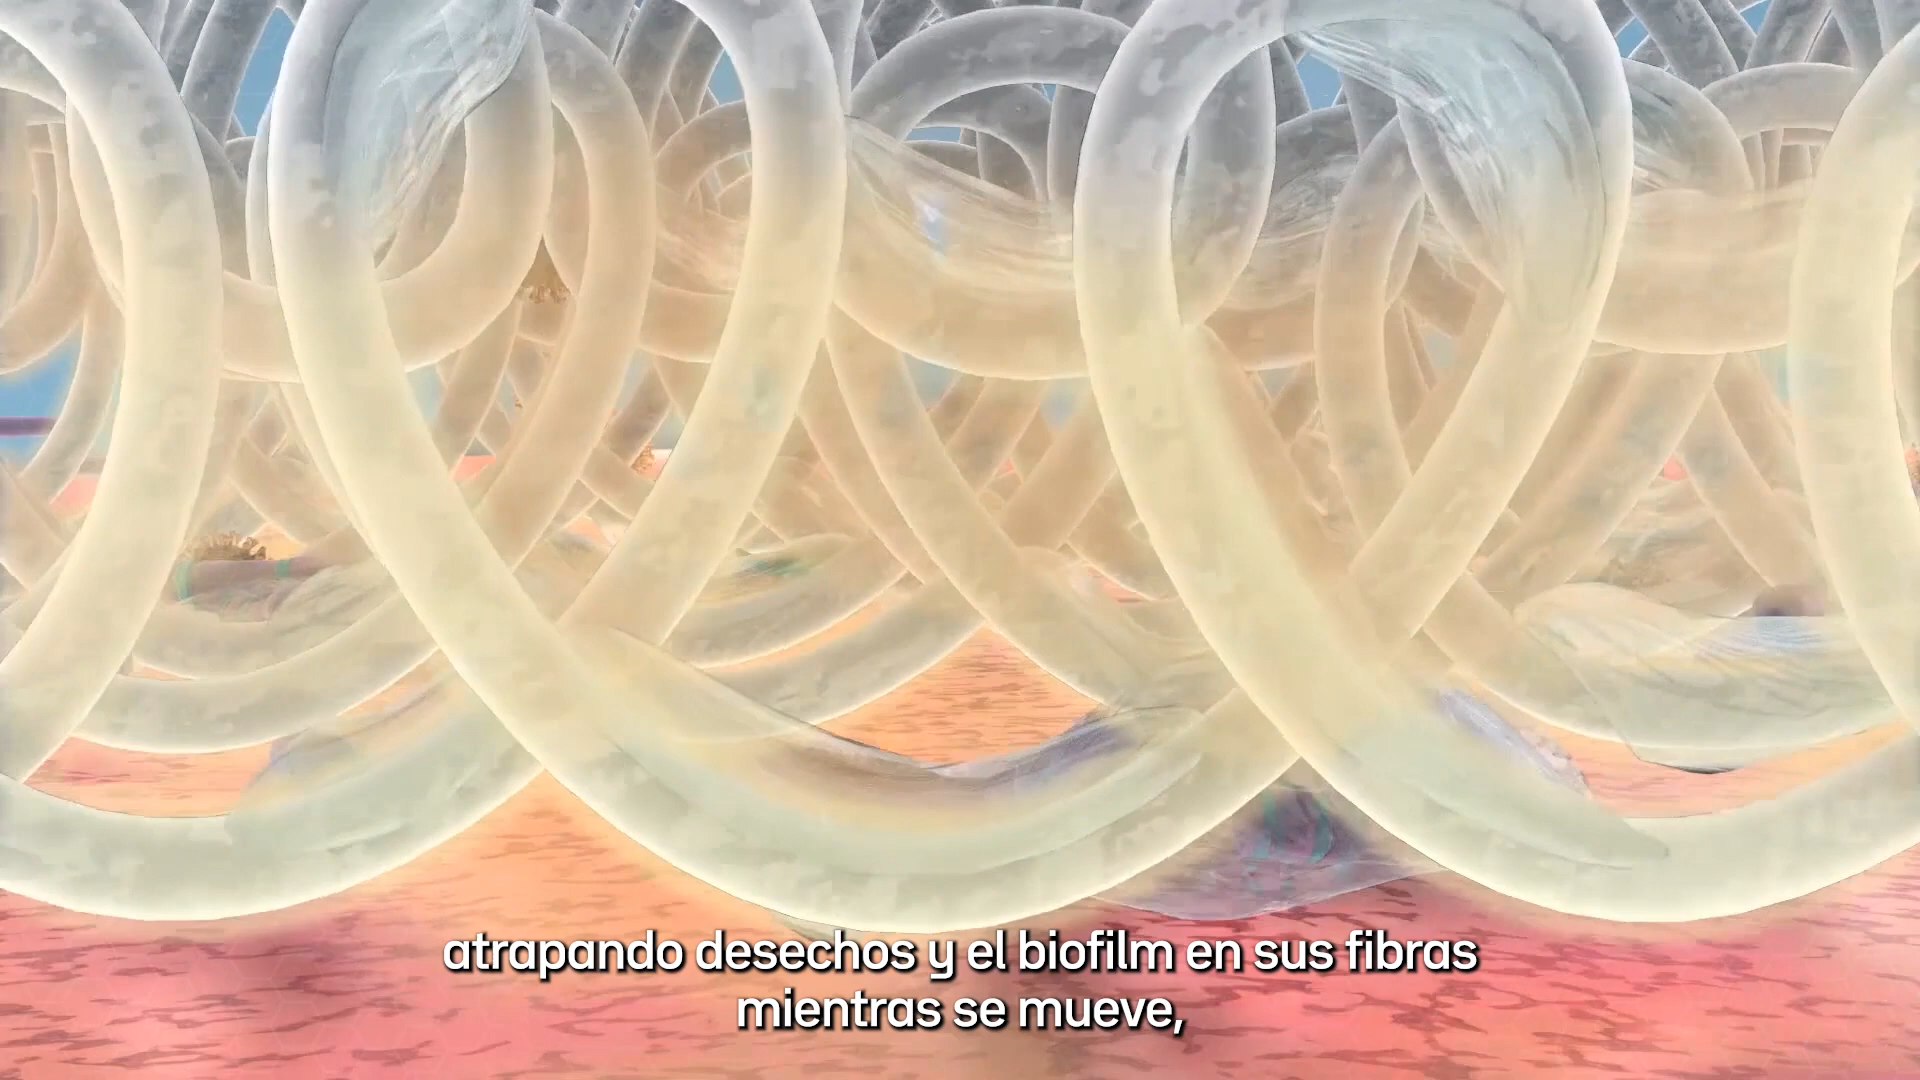 atrapando desechos y el biofilm en sus fibras
mientras se mueve,